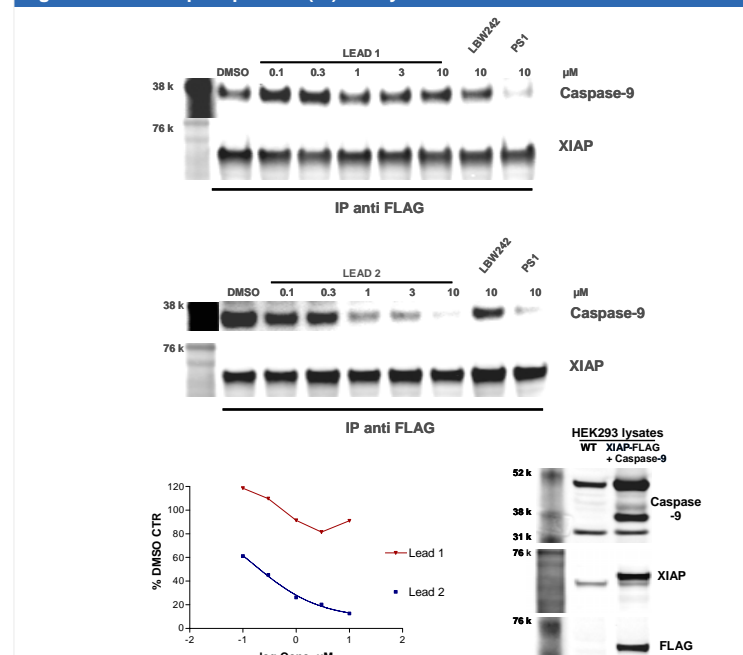 LEAD 1
LBW242
PS1
DMSO 0.1 0.3 1 3 10 10 10 µM
38 k
Caspase-9
76 k
XIAP
IP anti FLAG
LEAD 2
LBW242
PS1
DMSO 0.1 0.3 1 3 10 10 10 µM
38 k
Caspase-9
76 k
XIAP
IP anti FLAG
HEK293 lysates
WT XIAP-FLAG
+ Caspase-9
52 k
Caspase
-9
38 k
31 k
76 k
XIAP
76 k
FLAG
% DMSO CTR
120
100
80
60
40
20
0
-2 -1 0 1 2
Lead 1
Lead 2